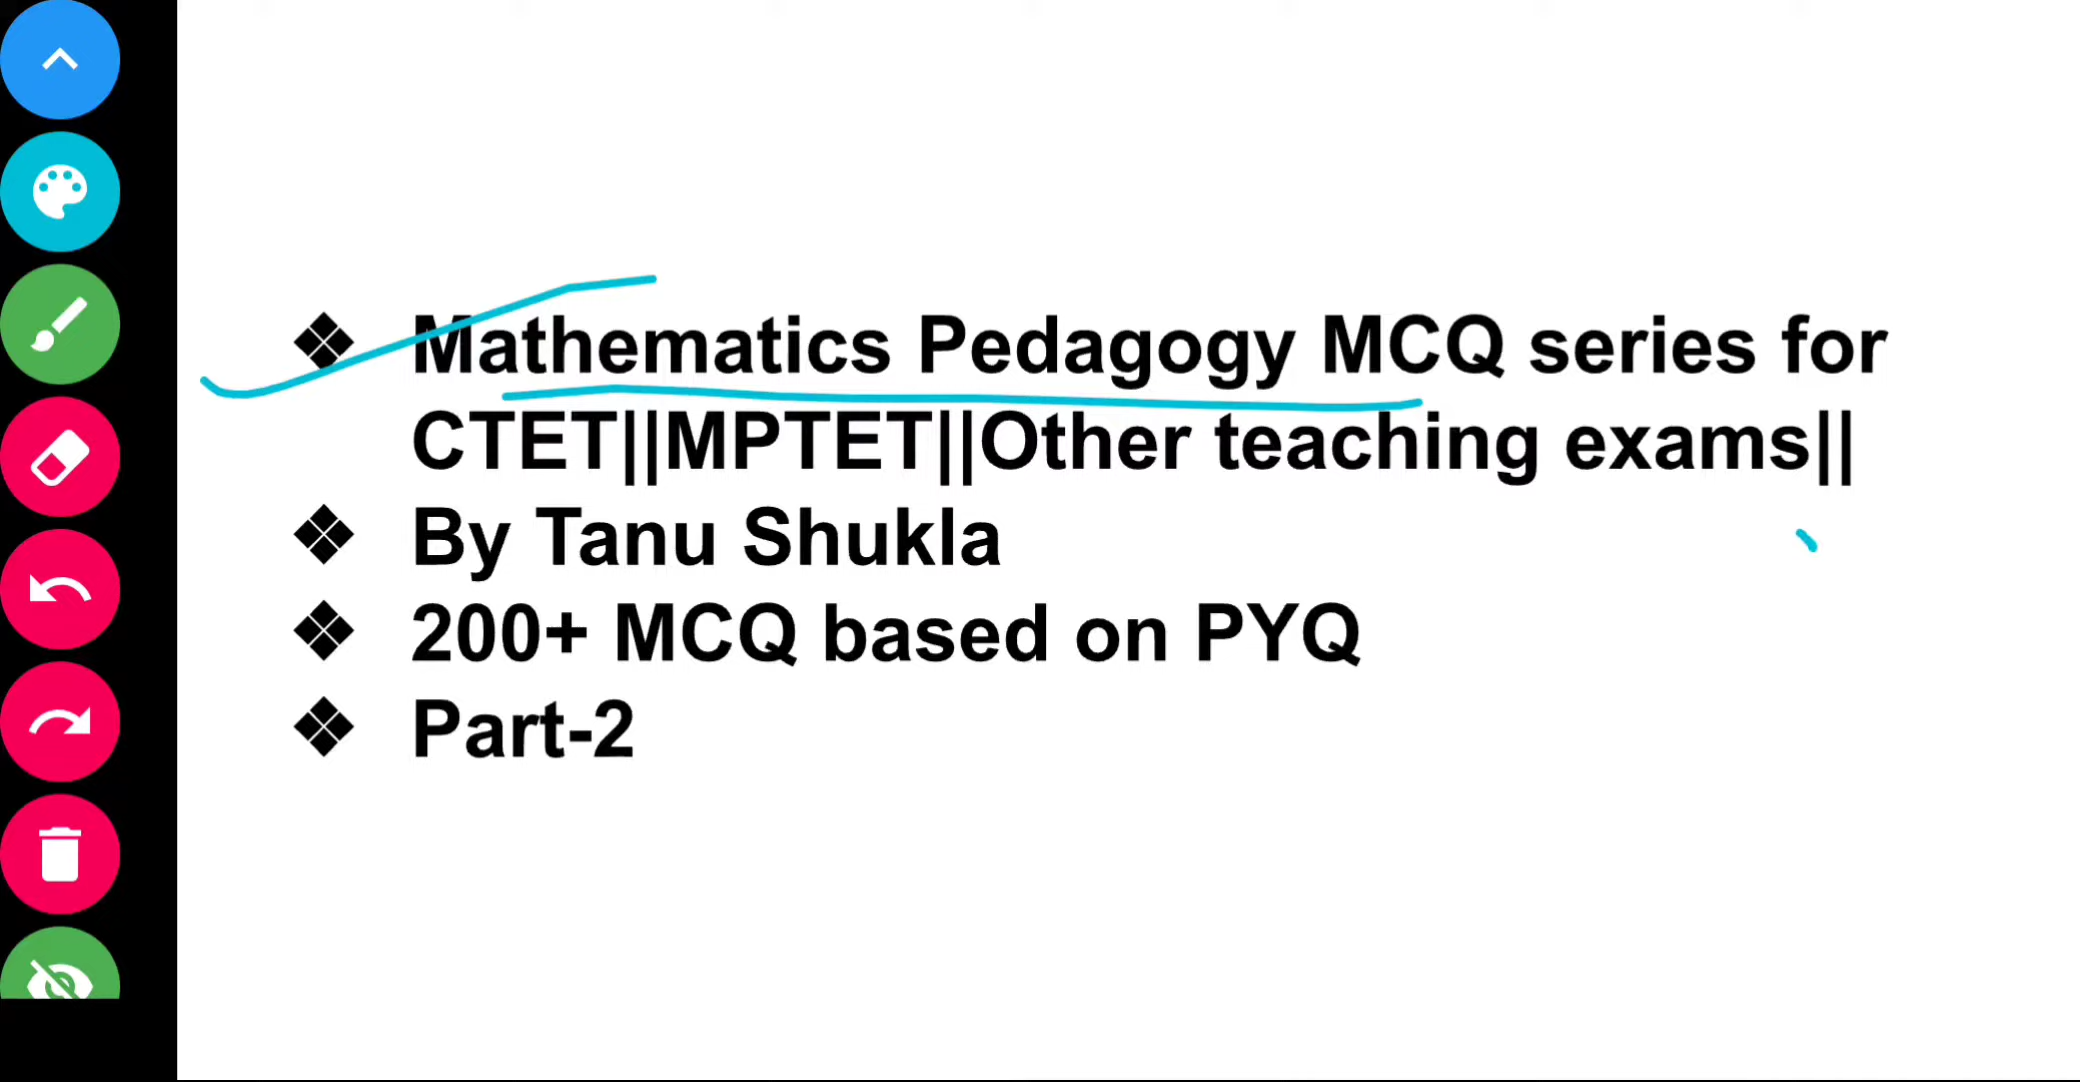 ❖ Mathematics Pedagogy MCQ series for
CTET||MPTET||Other teaching exams||
❖ By Tanu Shukla
❖ 200+ MCQ based on PYQ
❖ Part-2